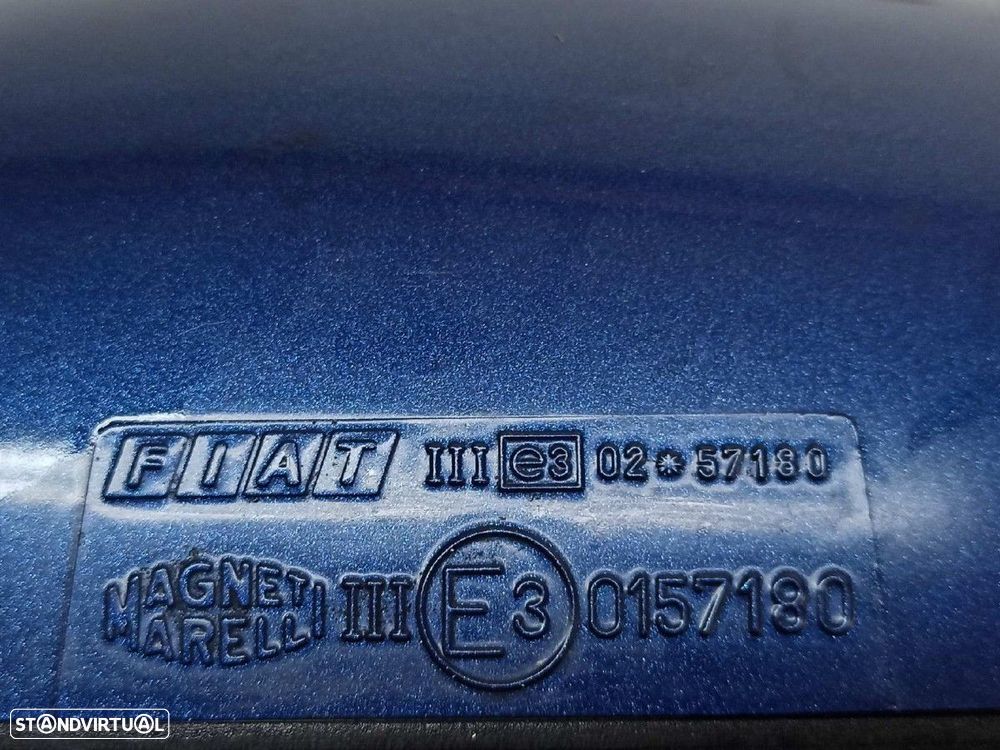 FIAT III e3 02*57180
MAGNETI MARELLI III E3 0157180
STANDVIRTUAL